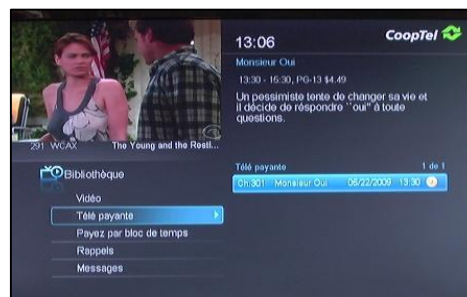 13:06
CoopTel
Monsieur Oui
13:30 - 15:30, PG-13 $4.49
Un pessimiste tente de changer sa vie et
il décide de répondre ``oui'' à toute
questions.
291 WCAX The Young and the Restl...
Bibliothèque
Vidéo
Télé payante
Payez par bloc de temps
Rappels
Messages
Télé payante 1 de 1
Ch:301 Monsieur Oui 06/22/2009 13:30